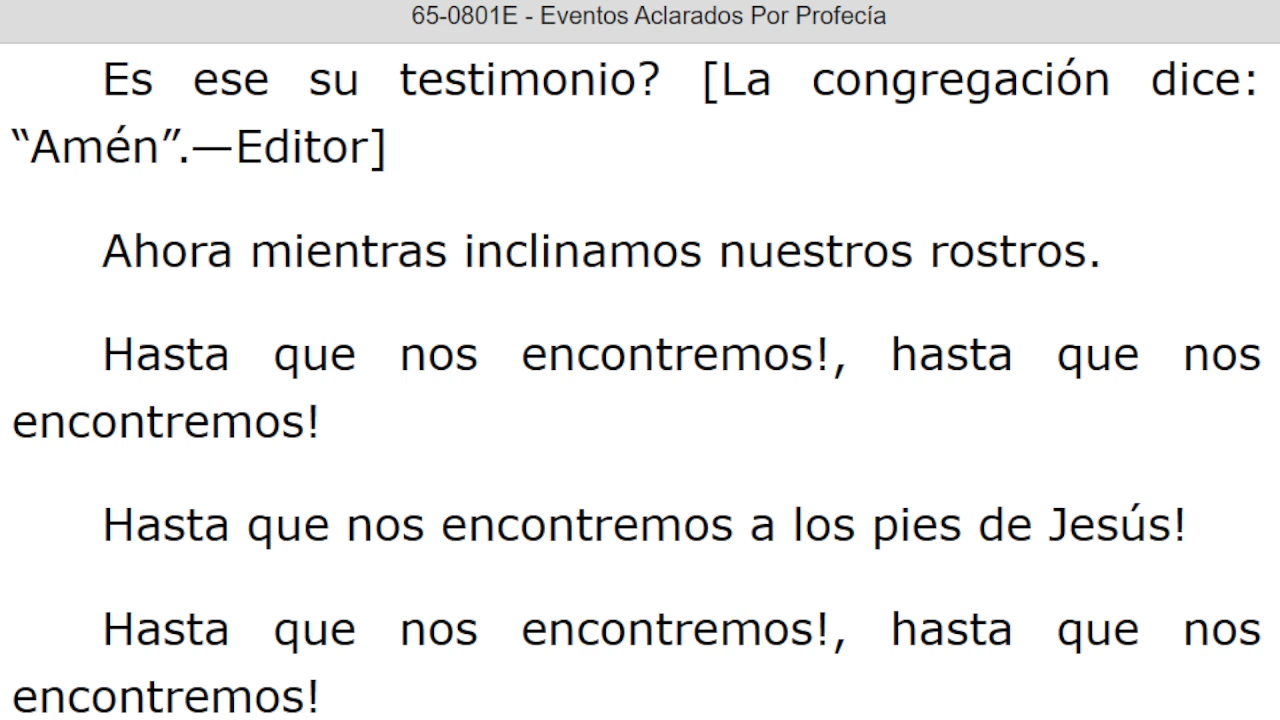 65-0801E - Eventos Aclarados Por Profecía
Es ese su testimonio? [La congregación dice:
“Amén”.—Editor]
Ahora mientras inclinamos nuestros rostros.
Hasta que nos encontremos!, hasta que nos
encontremos!
Hasta que nos encontremos a los pies de Jesús!
Hasta que nos encontremos!, hasta que nos
encontremos!